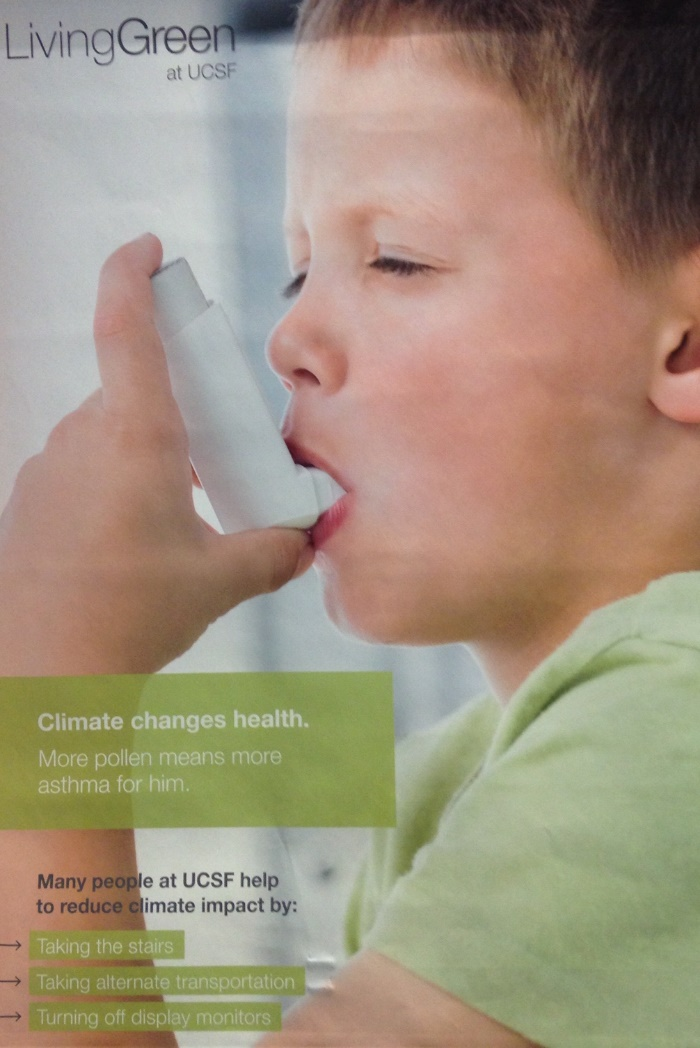 LivingGreen
at UCSF
Climate changes health.
More pollen means more
asthma for him.
Many people at UCSF help
to reduce climate impact by:
→ Taking the stairs
→ Taking alternate transportation
→ Turning off display monitors